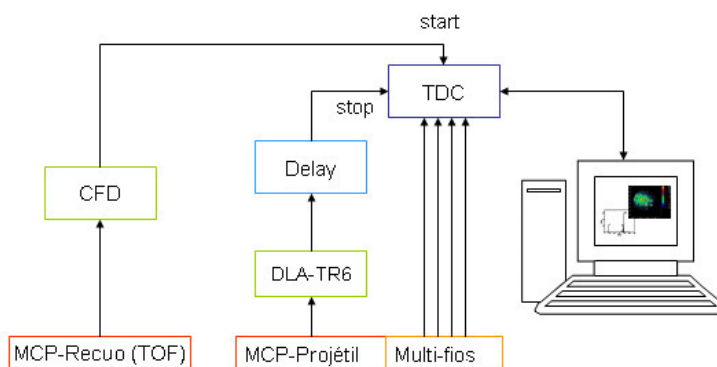 start
TDC
stop
Delay
CFD
DLA-TR6
MCP-Recuo (TOF)
MCP-Projétil
Multi-fios